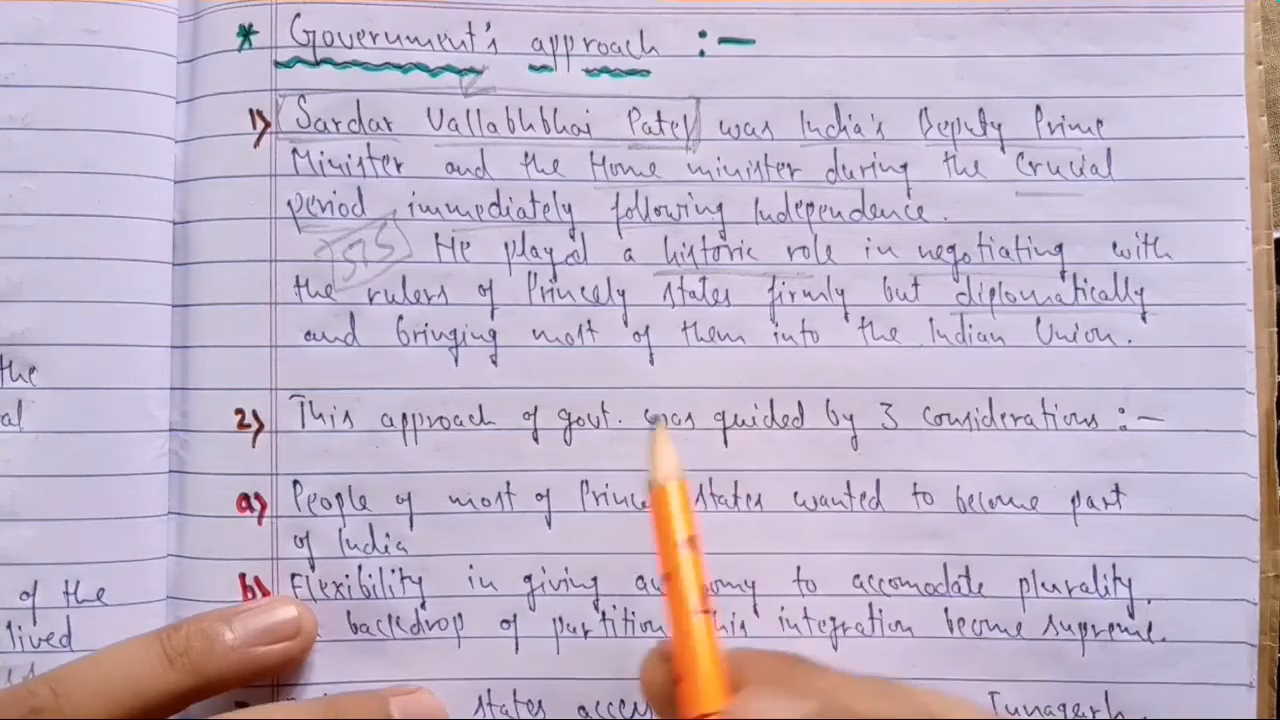 * Government's approach :-
1) Sardar Vallabhbhai Patel was India's Deputy Prime
Minister and the Home minister during the Crucial
period immediately following Independence.
565 He played a historic role in negotiating with
the rulers of Princely states firmly but diplomatically
and bringing most of them into the Indian Union.
the
al
2) This approach of govt. was guided by 3 considerations :-
a) People of most of states wanted to become part
of India
of the
b) Flexibility in giving to accomodate plurality.
lived
backdrop of partition this integration become supreme.
states Junagarh